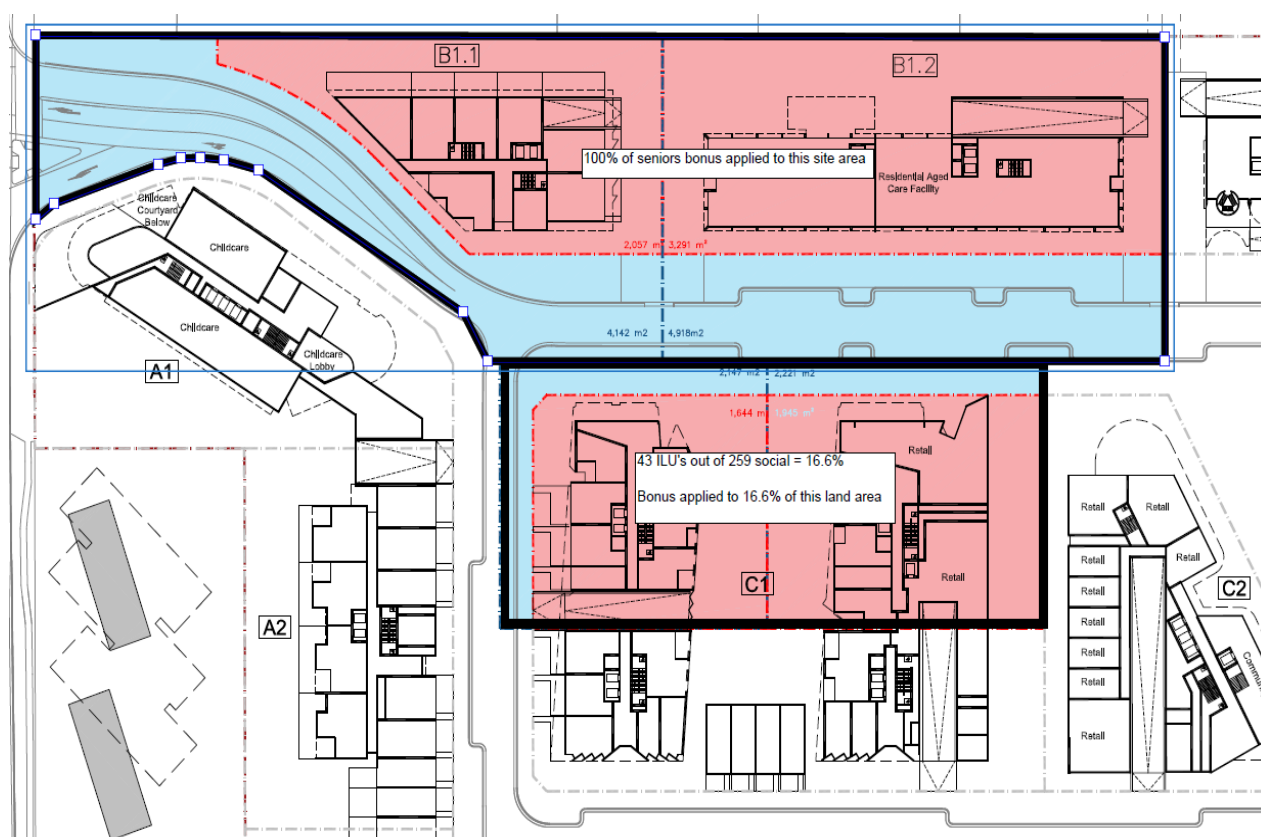 B1.1
B1.2
100% of seniors bonus applied to this site area
Residential Aged
Care Facility
2,057 m² 3,291 m²
4,142 m2 4,918m2
Childcare
Courtyard
Below
Childcare
Childcare
Childcare
Lobby
A1
2,147 m2 2,221 m2
1,644 m 1,945 m²
Retail
43 ILU's out of 259 social = 16.6%
Bonus applied to 16.6% of this land area
Retail
C1
A2
Retail
Retail
Retail
Retail
Retail
Retail
Retail
Retail
Retail
C2